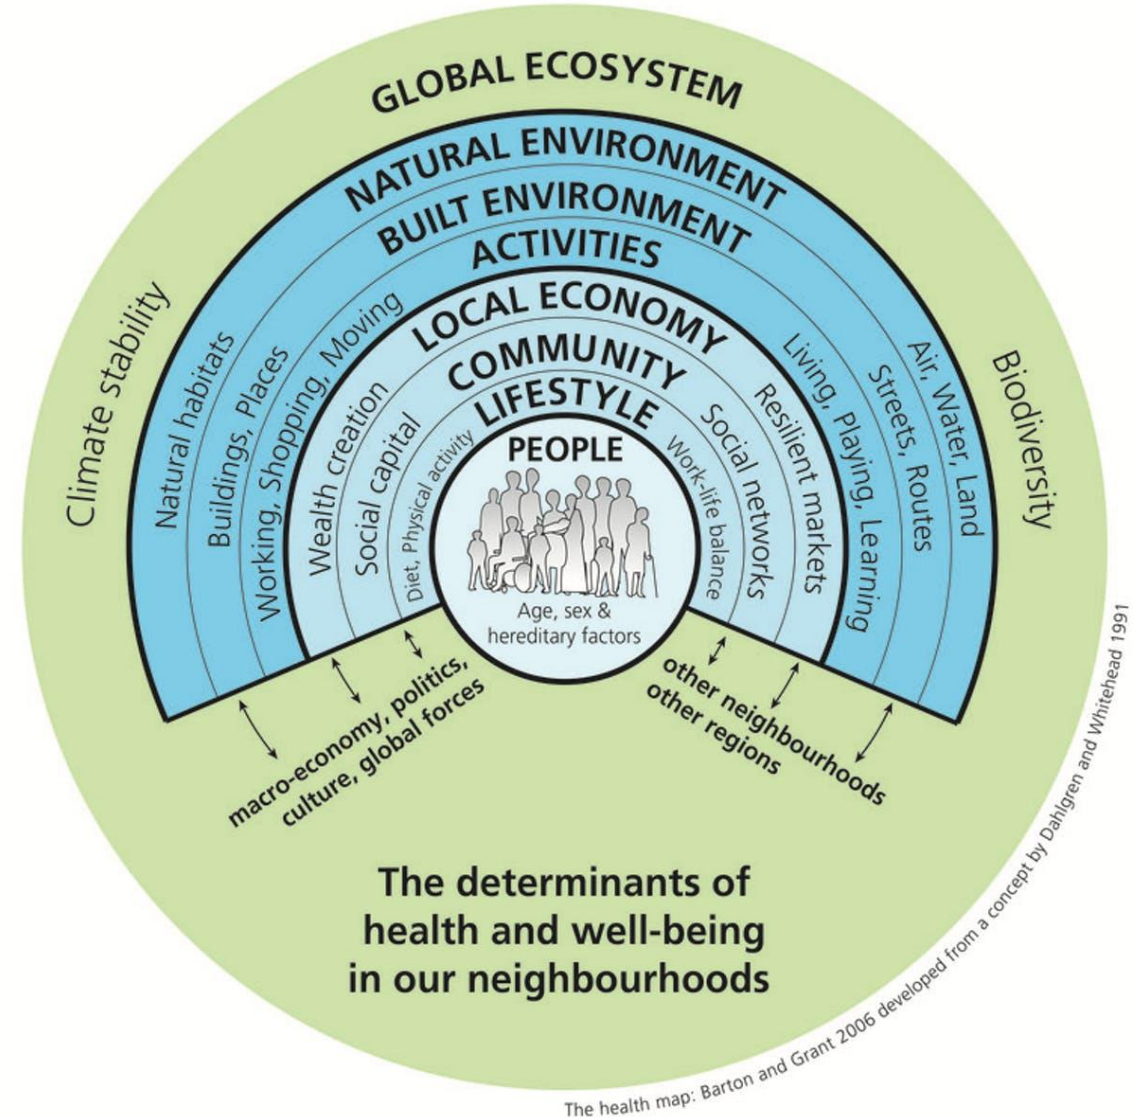 GLOBAL ECOSYSTEM
NATURAL ENVIRONMENT
BUILT ENVIRONMENT
ACTIVITIES
LOCAL ECONOMY
COMMUNITY
LIFESTYLE
PEOPLE
Age, sex &
hereditary factors
Climate stability
Natural habitats
Buildings, Places
Working, Shopping, Moving
Wealth creation
Social capital
Diet, Physical activity
Work-life balance
Social networks
Resilient markets
Living, Playing, Learning
Streets, Routes
Air, Water, Land
Biodiversity
macro-economy, politics,
culture, global forces
other neighbourhoods
other regions
The determinants of
health and well-being
in our neighbourhoods
The health map: Barton and Grant 2006 developed from a concept by Dahlgren and Whitehead 1991